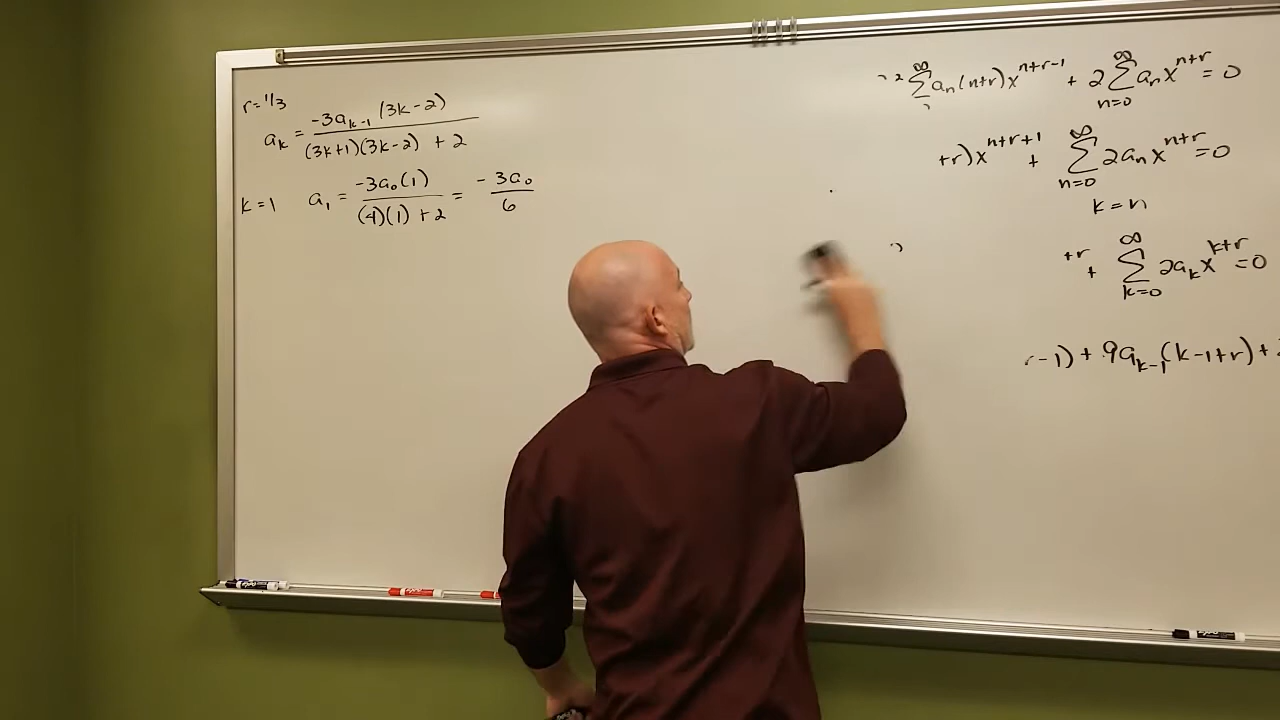 r=1/3
a_k = -3a_{k-1}(3k-2) / (3k+1)(3k-2) + 2
k=1 a_1 = -3a_0(1) / (4)(1) + 2 = -3a_0 / 6
∞ Σ a_n(n+r)x^{n+r-1} + 2 ∞ Σ n=0 a_n x^{n+r} = 0
+r)x^{n+r+1} + ∞ Σ n=0 2a_n x^{n+r} = 0
k=n
+r + ∞ Σ k=0 2a_k x^{k+r} = 0
-1) + 9a_{k-1}(k-1+r) +